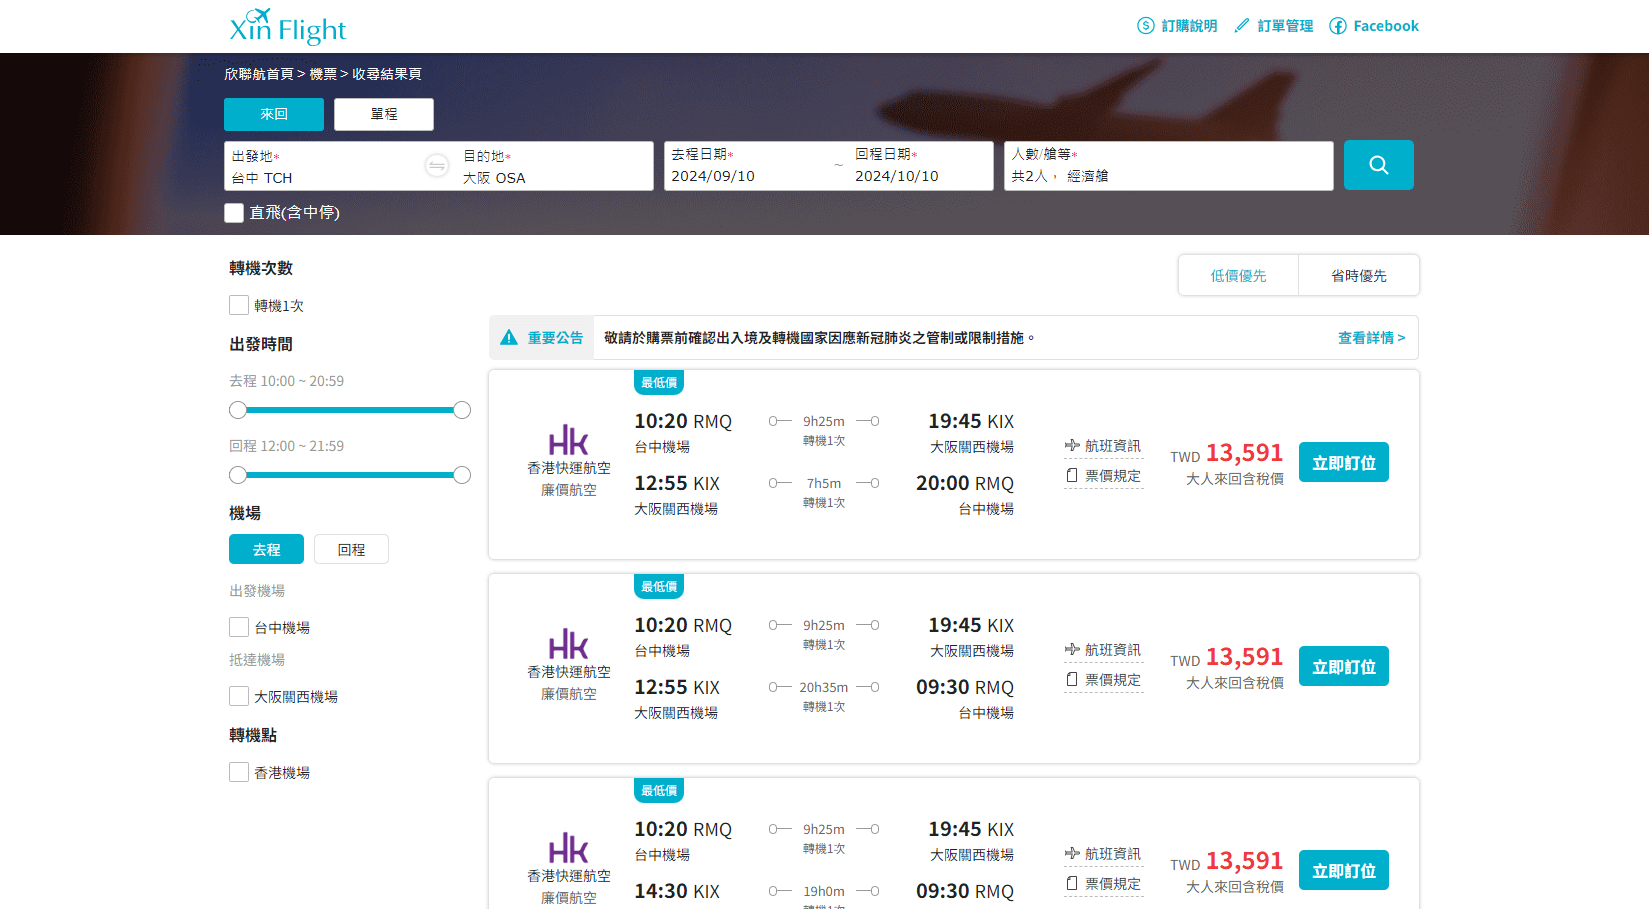 Xin Flight
訂購說明
訂單管理
Facebook
欣聯航首頁 > 機票 > 收尋結果頁
來回
單程
出發地*
台中 TCH
目的地*
大阪 OSA
去程日期*
2024/09/10
~
回程日期*
2024/10/10
人數/艙等*
共2人， 經濟艙
直飛(含中停)
轉機次數
轉機1次
出發時間
去程 10:00 ~ 20:59
回程 12:00 ~ 21:59
機場
去程
回程
出發機場
台中機場
抵達機場
大阪關西機場
轉機點
香港機場
低價優先
省時優先
重要公告
敬請於購票前確認出入境及轉機國家因應新冠肺炎之管制或限制措施。
查看詳情 >
最低價
HK
香港快運航空
廉價航空
10:20 RMQ
台中機場
9h25m
轉機1次
19:45 KIX
大阪關西機場
12:55 KIX
大阪關西機場
7h5m
轉機1次
20:00 RMQ
台中機場
航班資訊
票價規定
TWD 13,591
大人來回含稅價
立即訂位
最低價
HK
香港快運航空
廉價航空
10:20 RMQ
台中機場
9h25m
轉機1次
19:45 KIX
大阪關西機場
12:55 KIX
大阪關西機場
20h35m
轉機1次
09:30 RMQ
台中機場
航班資訊
票價規定
TWD 13,591
大人來回含稅價
立即訂位
最低價
HK
香港快運航空
廉價航空
10:20 RMQ
台中機場
9h25m
轉機1次
19:45 KIX
大阪關西機場
14:30 KIX
19h0m
轉機1次
09:30 RMQ
航班資訊
票價規定
TWD 13,591
大人來回含稅價
立即訂位